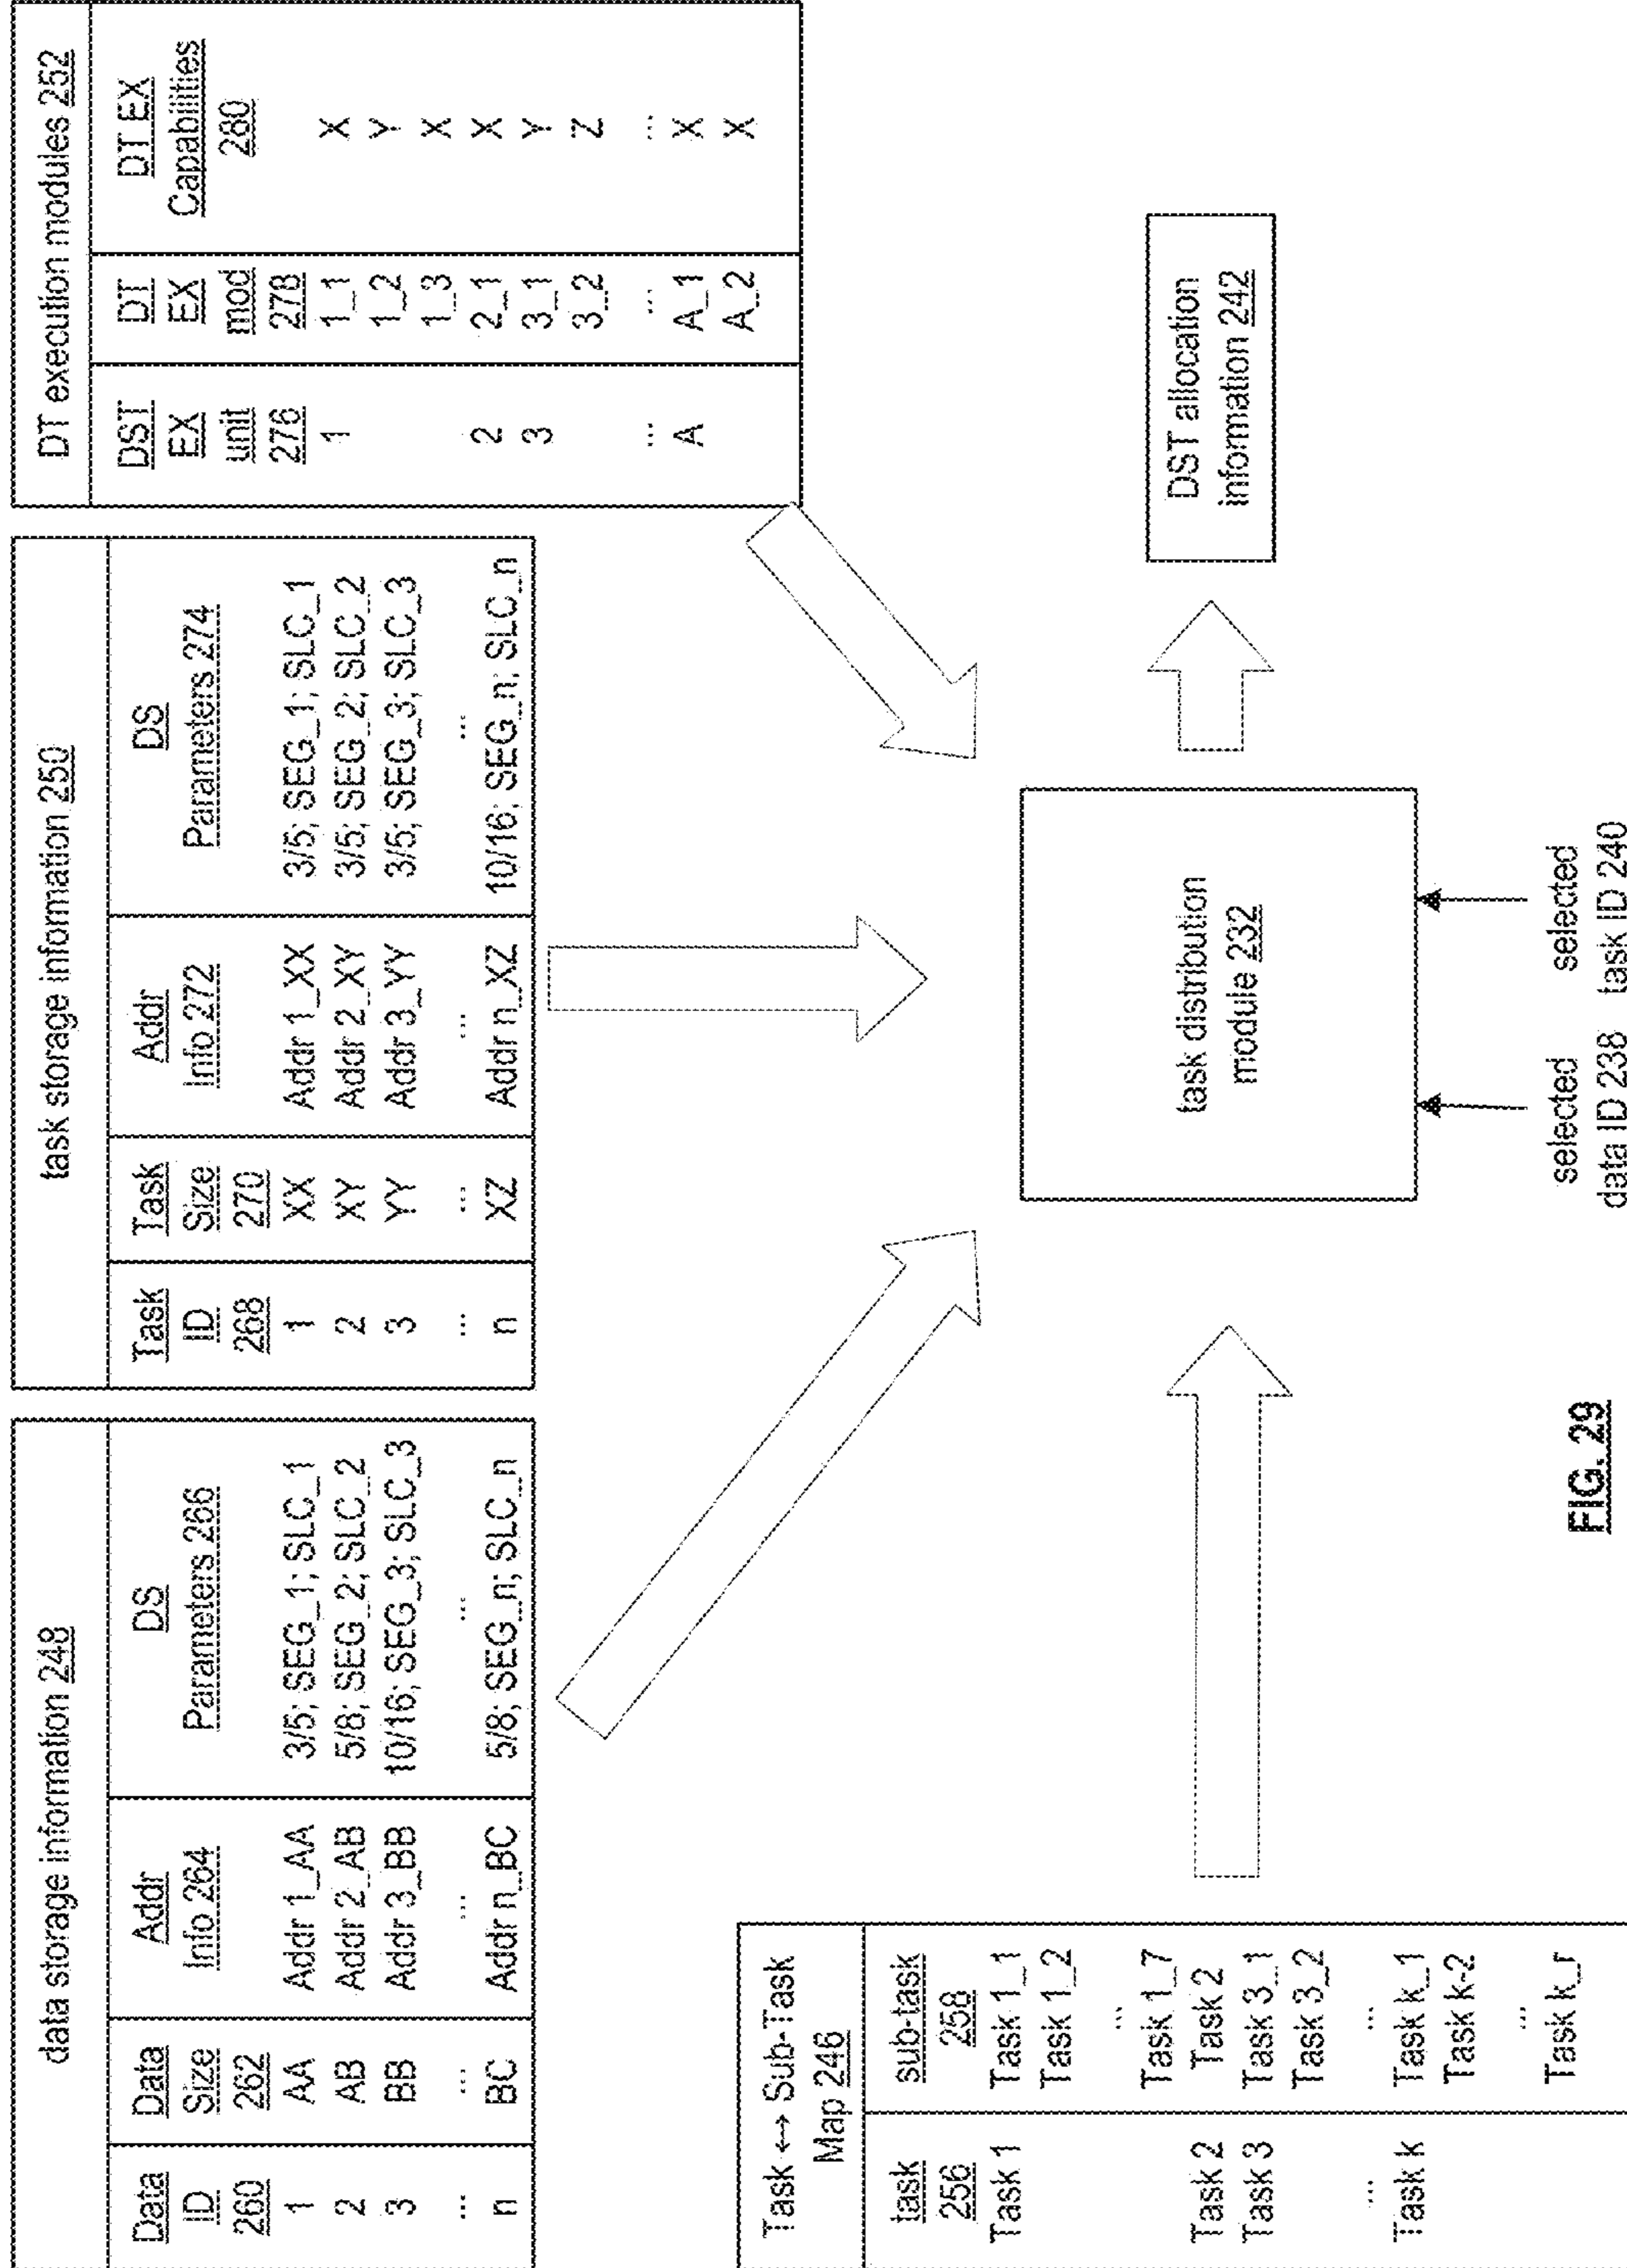 data storage information 248
Data ID 260
Data Size 262
Addr Info 264
DS Parameters 266
1 AA Addr 1_AA 3/5; SEG_1; SLC_1
2 AB Addr 2_AB 5/8; SEG_2; SLC_2
3 BB Addr 3_BB 10/16; SEG_3; SLC_3
... ... ... ...
n BC Addr n_BC 5/8; SEG_n; SLC_n
task storage information 250
Task ID 268
Task Size 270
Addr Info 272
DS Parameters 274
1 XX Addr 1_XX 3/5; SEG_1; SLC_1
2 XY Addr 2_XY 3/5; SEG_2; SLC_2
3 YY Addr 3_YY 3/5; SEG_3; SLC_3
... ... ... ...
n XZ Addr n_XZ 10/16; SEG_n; SLC_n
DT execution modules 252
DST EX unit 276
DT EX mod 278
DT EX Capabilities 280
1 1_1 X
1_2 Y
1_3 X
2 2_1 X
3 3_1 Y
3_2 Z
... ... ...
A A_1 X
A_2 X
Task ↔ Sub-Task
Map 246
task 256
sub-task 258
Task 1 Task 1_1
Task 1_2
...
Task 1_7
Task 2 Task 2
Task 3 Task 3_1
Task 3_2
... ...
Task k Task k_1
Task k-2
...
Task k_r
task distribution
module 232
DST allocation
information 242
selected
data ID 238
selected
task ID 240
FIG. 29